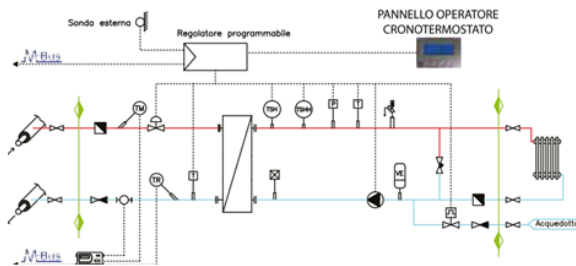 Sonda esterna
Regolatore programmabile
PANNELLO OPERATORE
CRONOTERMOSTATO
M-Bus
TM
TSH
TSHH
P
T
T
TR
VE
Acquedotto
M-Bus